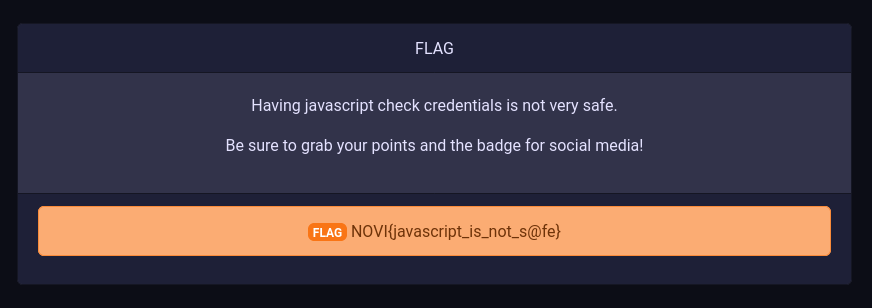 FLAG
Having javascript check credentials is not very safe.
Be sure to grab your points and the badge for social media!
FLAG NOVI{javascript_is_not_s@fe}